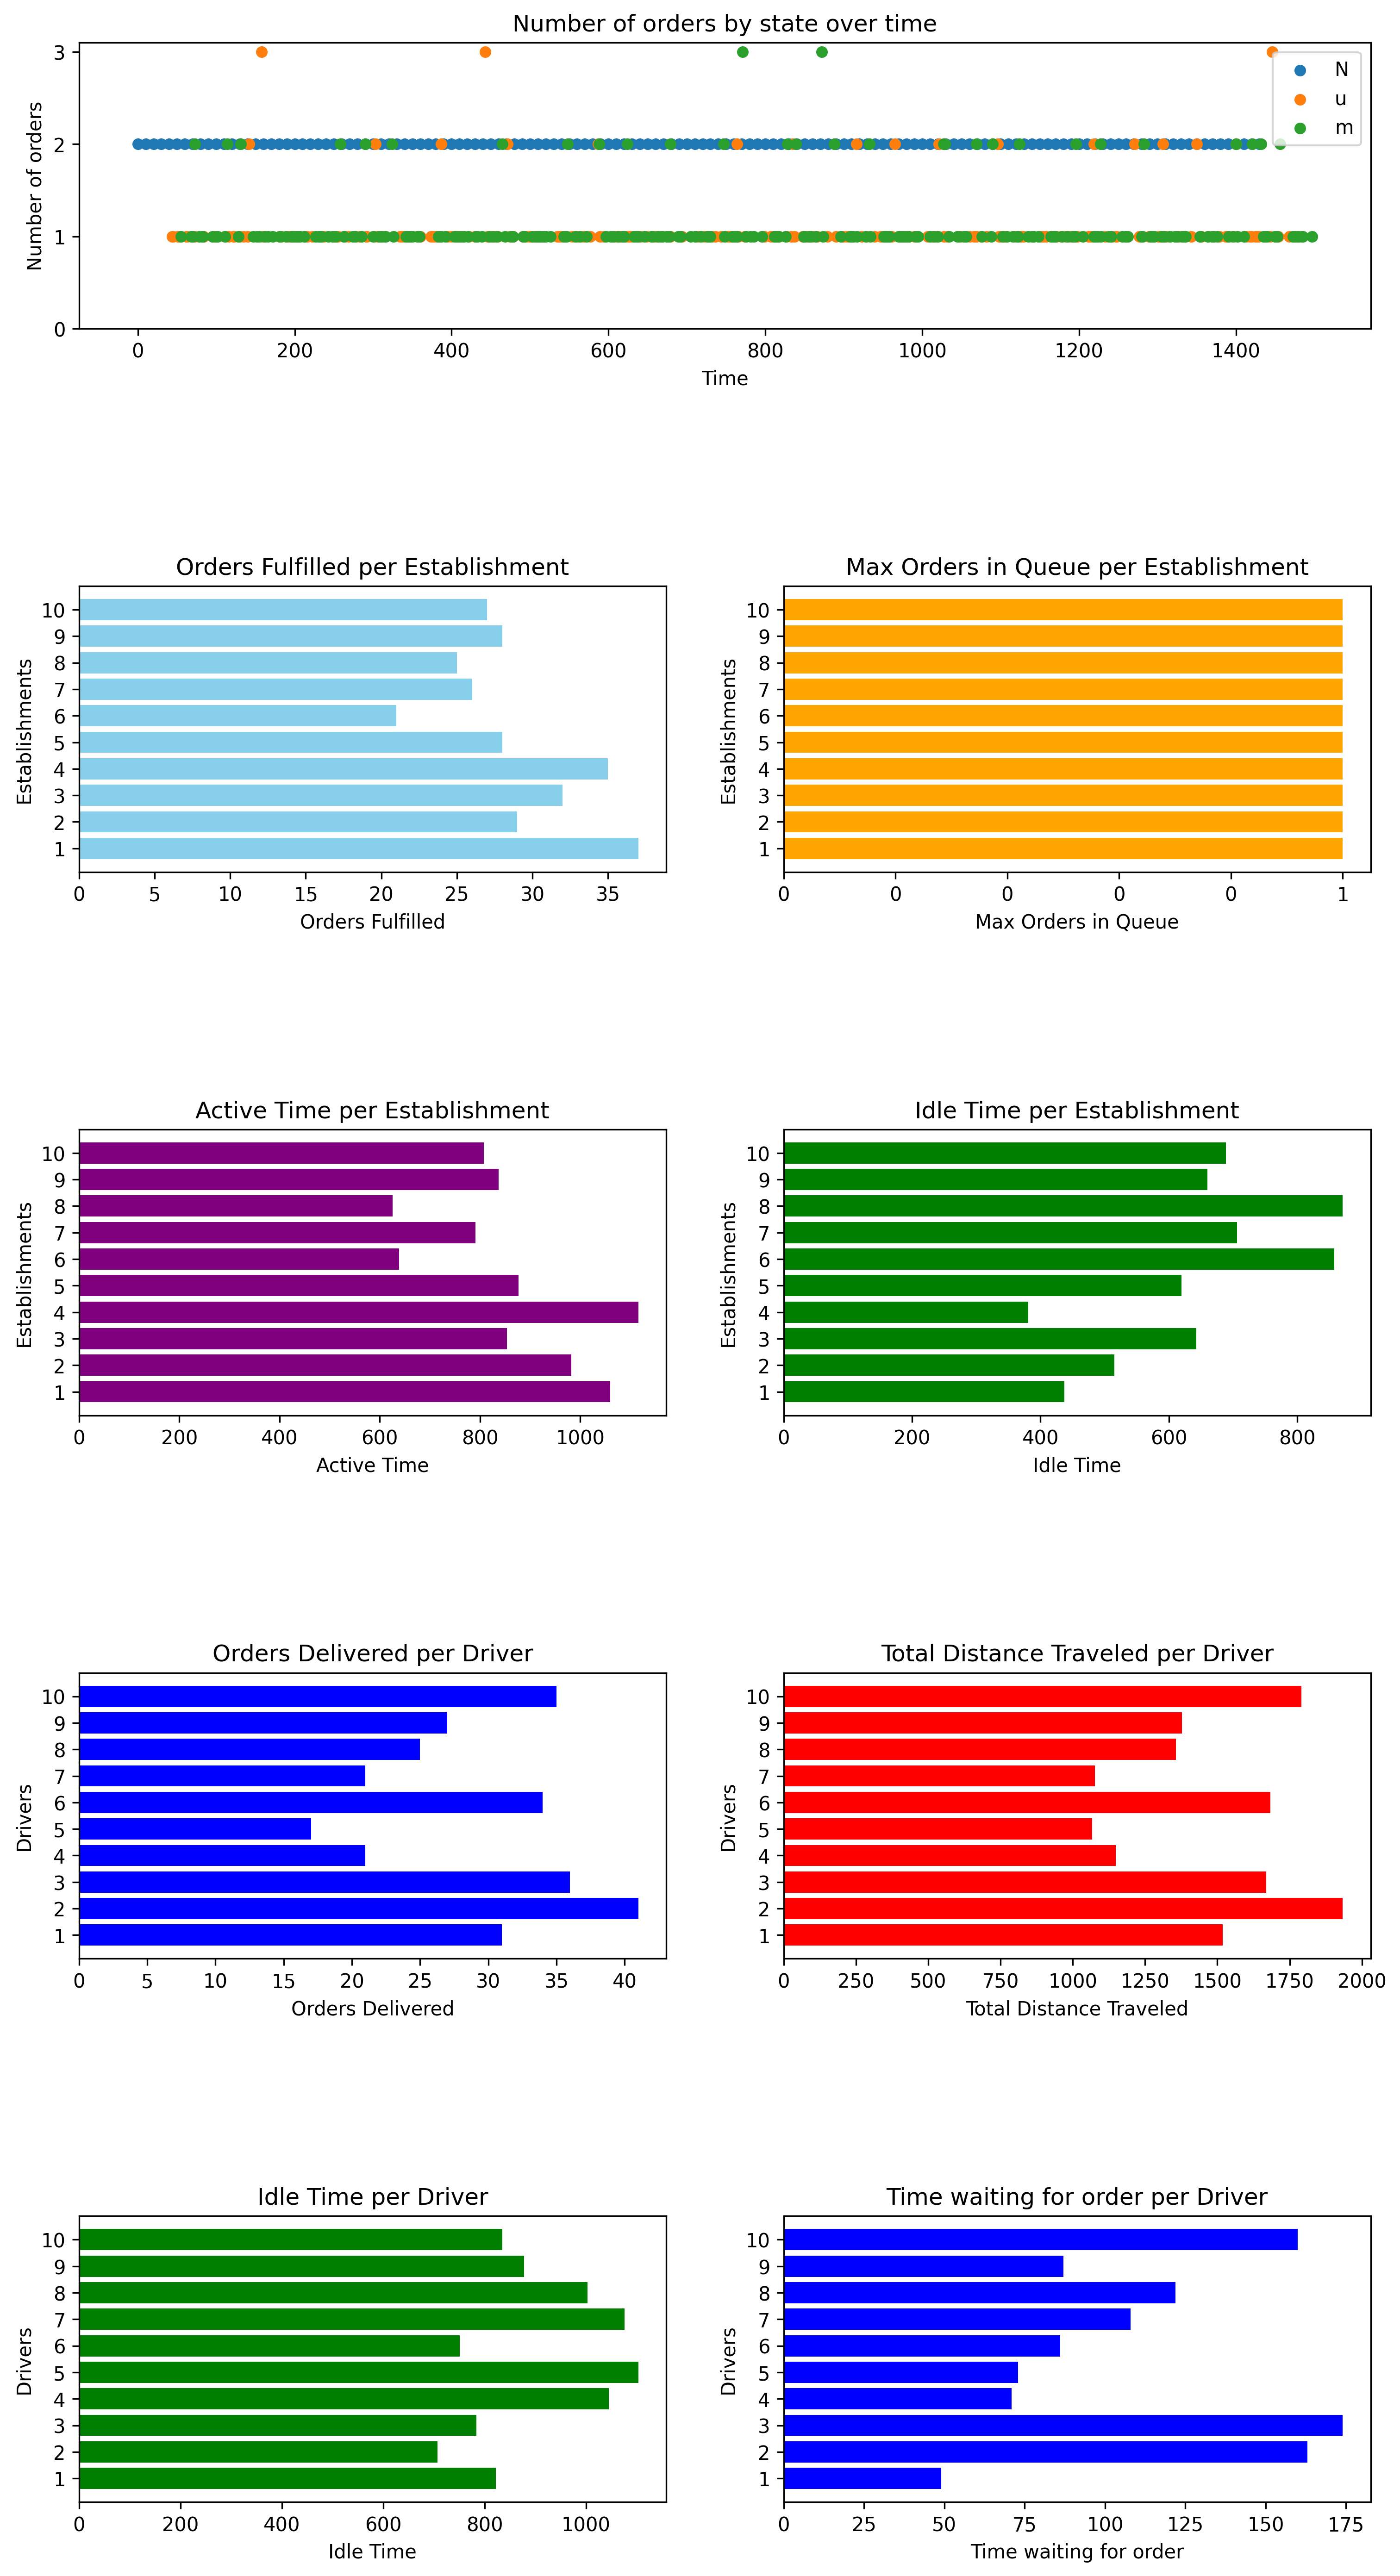 Number of orders by state over time
Number of orders
3
2
1
0
N
u
m
0 200 400 600 800 1000 1200 1400
Time
Orders Fulfilled per Establishment
Establishments
10
9
8
7
6
5
4
3
2
1
0 5 10 15 20 25 30 35
Orders Fulfilled
Max Orders in Queue per Establishment
Establishments
10
9
8
7
6
5
4
3
2
1
0 0 0 0 0 1
Max Orders in Queue
Active Time per Establishment
Establishments
10
9
8
7
6
5
4
3
2
1
0 200 400 600 800 1000
Active Time
Idle Time per Establishment
Establishments
10
9
8
7
6
5
4
3
2
1
0 200 400 600 800
Idle Time
Orders Delivered per Driver
Drivers
10
9
8
7
6
5
4
3
2
1
0 5 10 15 20 25 30 35 40
Orders Delivered
Total Distance Traveled per Driver
Drivers
10
9
8
7
6
5
4
3
2
1
0 250 500 750 1000 1250 1500 1750 2000
Total Distance Traveled
Idle Time per Driver
Drivers
10
9
8
7
6
5
4
3
2
1
0 200 400 600 800 1000
Idle Time
Time waiting for order per Driver
Drivers
10
9
8
7
6
5
4
3
2
1
0 25 50 75 100 125 150 175
Time waiting for order